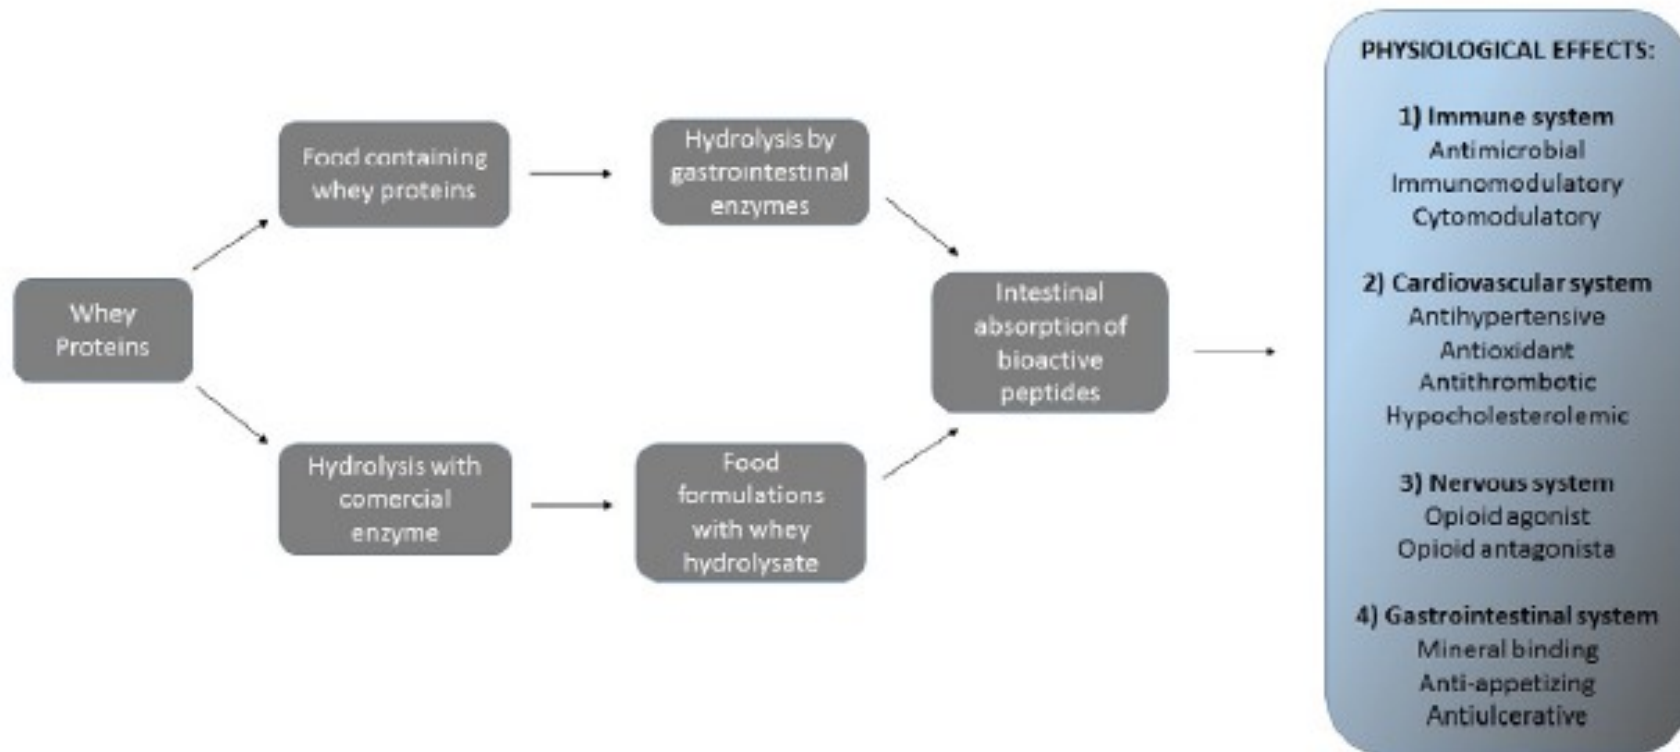 Whey
Proteins
Food containing
whey proteins
Hydrolysis by
gastrointestinal
enzymes
Hydrolysis with
comercial
enzyme
Food
formulations
with whey
hydrolysate
Intestinal
absorption of
bioactive
peptides
PHYSIOLOGICAL EFFECTS:
1) Immune system
Antimicrobial
Immunomodulatory
Cytomodulatory
2) Cardiovascular system
Antihypertensive
Antioxidant
Antithrombotic
Hypocholesterolemic
3) Nervous system
Opioid agonist
Opioid antagonista
4) Gastrointestinal system
Mineral binding
Anti-appetizing
Antiulcerative